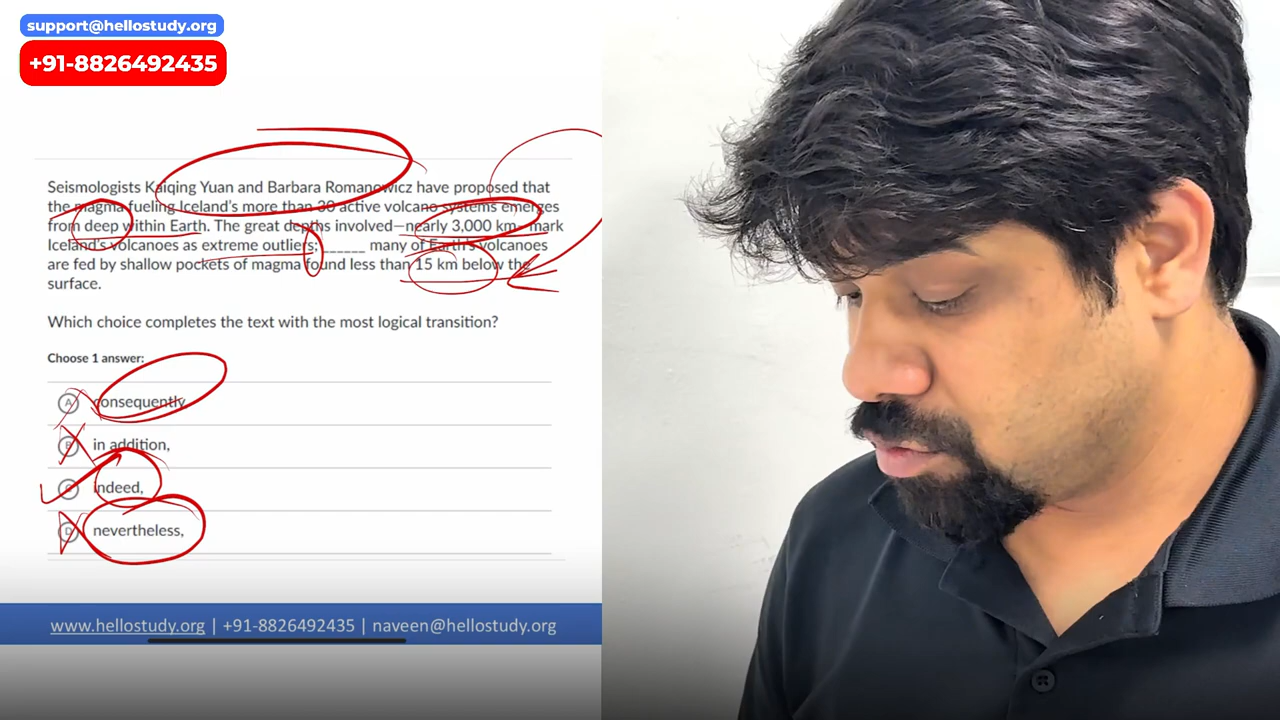 support@hellostudy.org
+91-8826492435
Seismologists Kaiqing Yuan and Barbara Romanowicz have proposed that
the magma fueling Iceland's more than 30 active volcano systems emerges
from deep within Earth. The great depths involved—nearly 3,000 km—mark
Iceland's volcanoes as extreme outliers; ______ many of Earth's volcanoes
are fed by shallow pockets of magma found less than 15 km below the
surface.
Which choice completes the text with the most logical transition?
Choose 1 answer:
A consequently,
B in addition,
C indeed,
D nevertheless,
www.hellostudy.org | +91-8826492435 | naveen@hellostudy.org